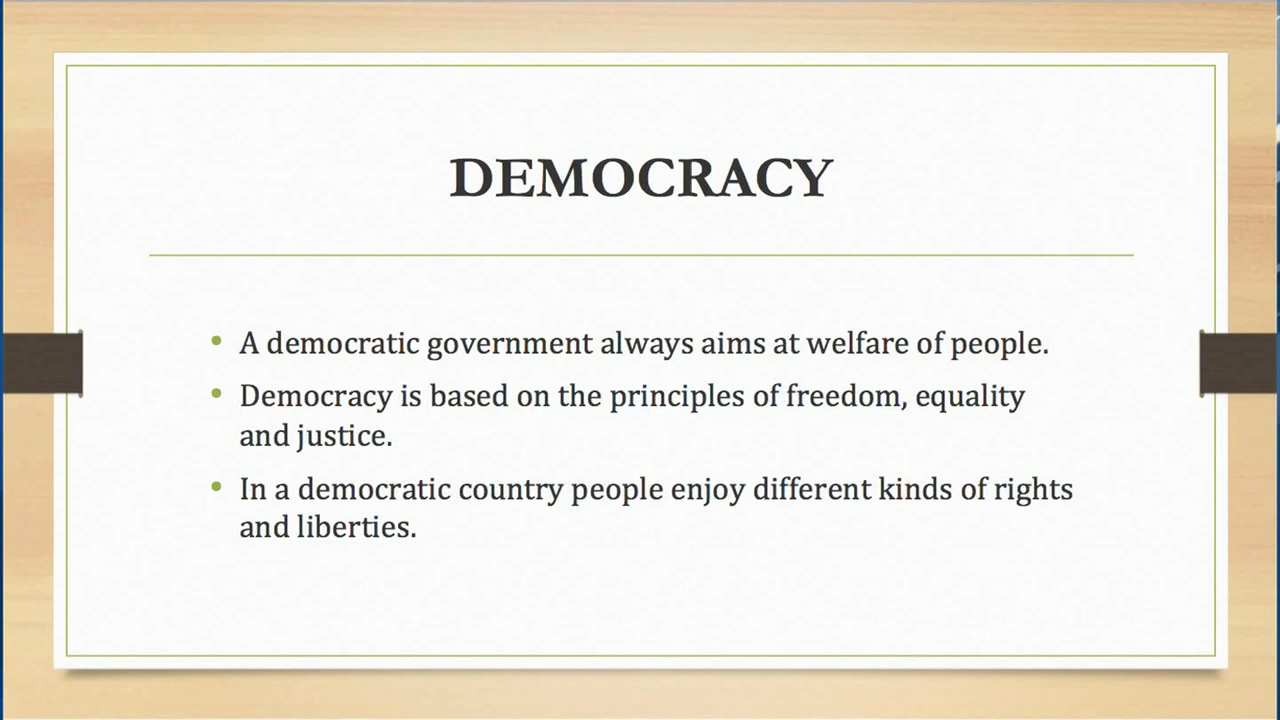 DEMOCRACY
• A democratic government always aims at welfare of people.
• Democracy is based on the principles of freedom, equality
and justice.
• In a democratic country people enjoy different kinds of rights
and liberties.